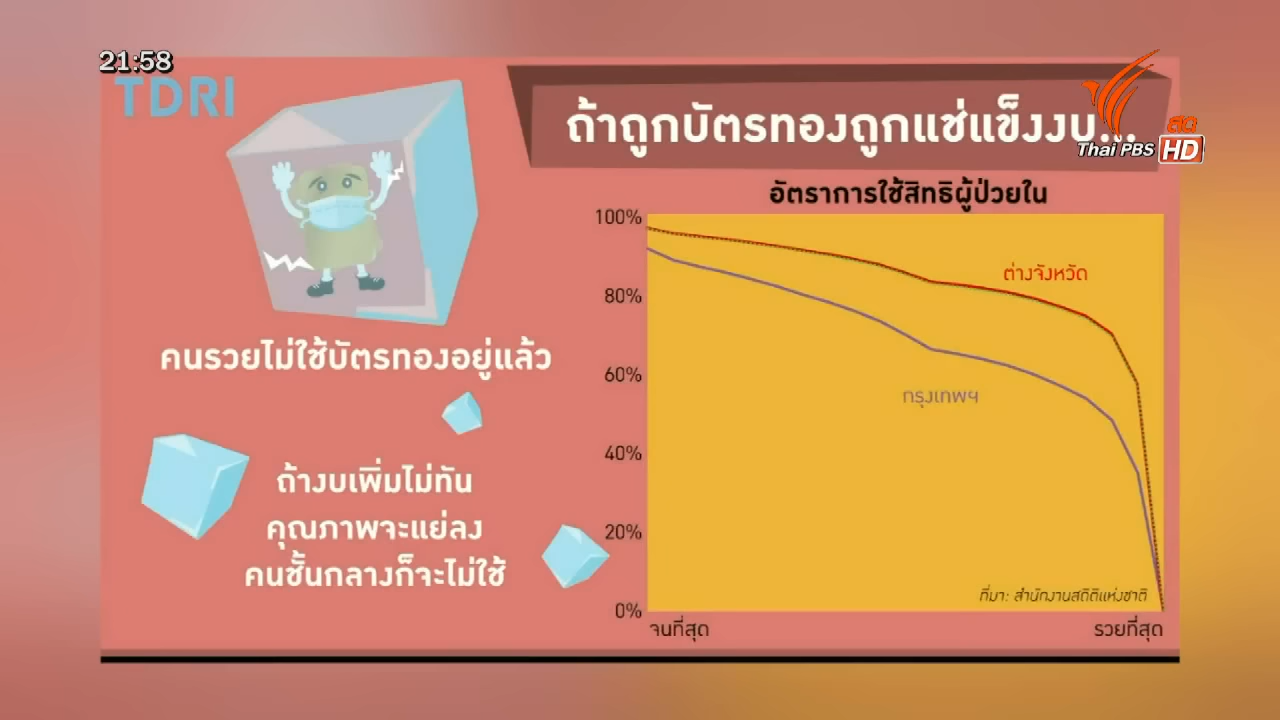 21:58
TDRI
ถ้าถูกบัตรทองถูกแช่แข็งงบ...
สด
Thai PBS HD
คนรวยไม่ใช้บัตรทองอยู่แล้ว
ถ้างบเพิ่มไม่ทัน
คุณภาพจะแย่ลง
คนชั้นกลางก็จะไม่ใช้
อัตราการใช้สิทธิผู้ป่วยใน
100%
80%
60%
40%
20%
0%
ต่างจังหวัด
กรุงเทพฯ
ที่มา: สำนักงานสถิติแห่งชาติ
จนที่สุด
รวยที่สุด